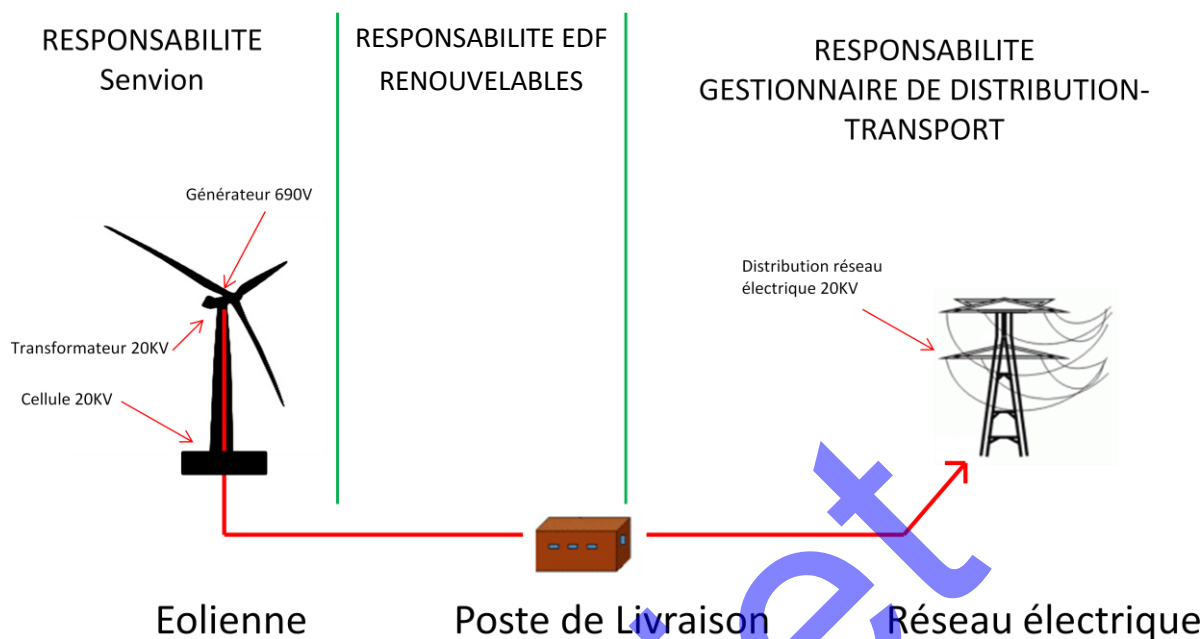 RESPONSABILITE
Senvion
RESPONSABILITE EDF
RENOUVELABLES
RESPONSABILITE
GESTIONNAIRE DE DISTRIBUTION-
TRANSPORT
Générateur 690V
Transformateur 20KV
Cellule 20KV
Distribution réseau
électrique 20KV
Eolienne
Poste de Livraison
Réseau électrique